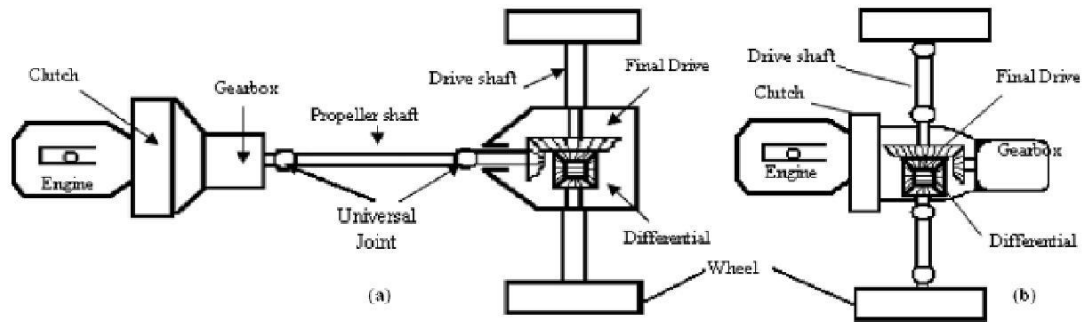 Clutch
Gearbox
Propeller shaft
Drive shaft
Final Drive
Engine
Universal
Joint
Differential
(a)
Wheel
Drive shaft
Final Drive
Clutch
Engine
Gearbox
Differential
(b)